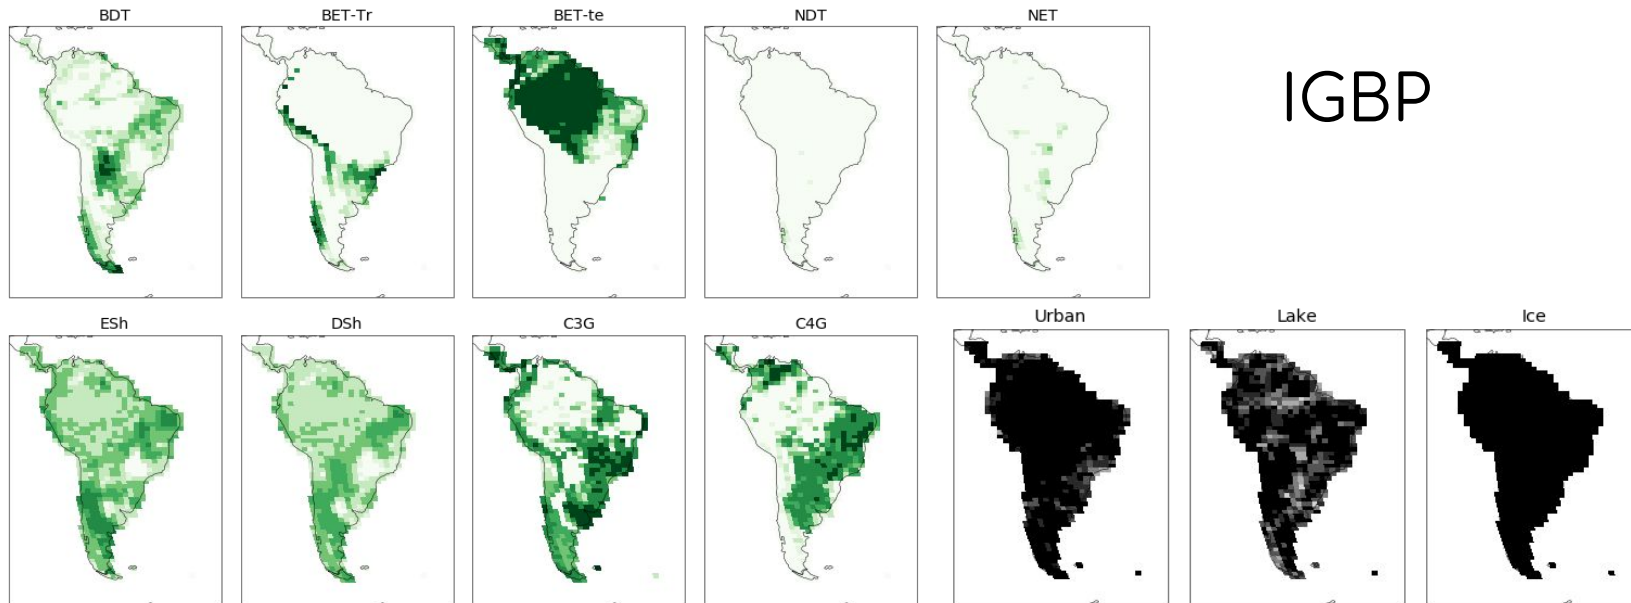 BDT
BET-Tr
BET-te
NDT
NET
IGBP
ESh
DSh
C3G
C4G
Urban
Lake
Ice